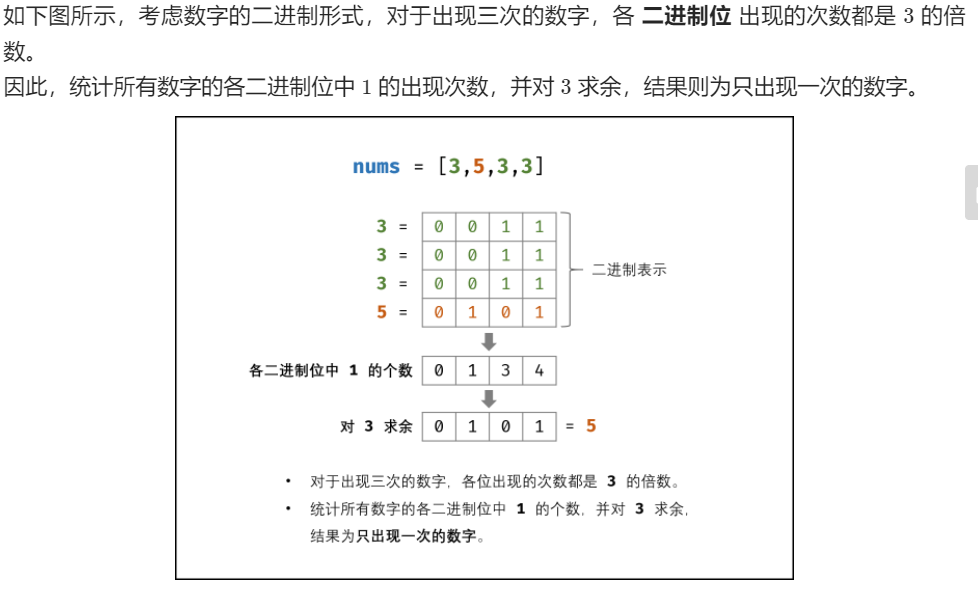 如下图所示，考虑数字的二进制形式，对于出现三次的数字，各 二进制位 出现的次数都是 3 的倍
数。
因此，统计所有数字的各二进制位中 1 的出现次数，并对 3 求余，结果则为只出现一次的数字。
nums = [3,5,3,3]
3 = 0 0 1 1
3 = 0 0 1 1
3 = 0 0 1 1
5 = 0 1 0 1
二进制表示
各二进制位中 1 的个数 0 1 3 4
对 3 求余 0 1 0 1 = 5
• 对于出现三次的数字，各位出现的次数都是 3 的倍数。
• 统计所有数字的各二进制位中 1 的个数，并对 3 求余，
结果为只出现一次的数字。